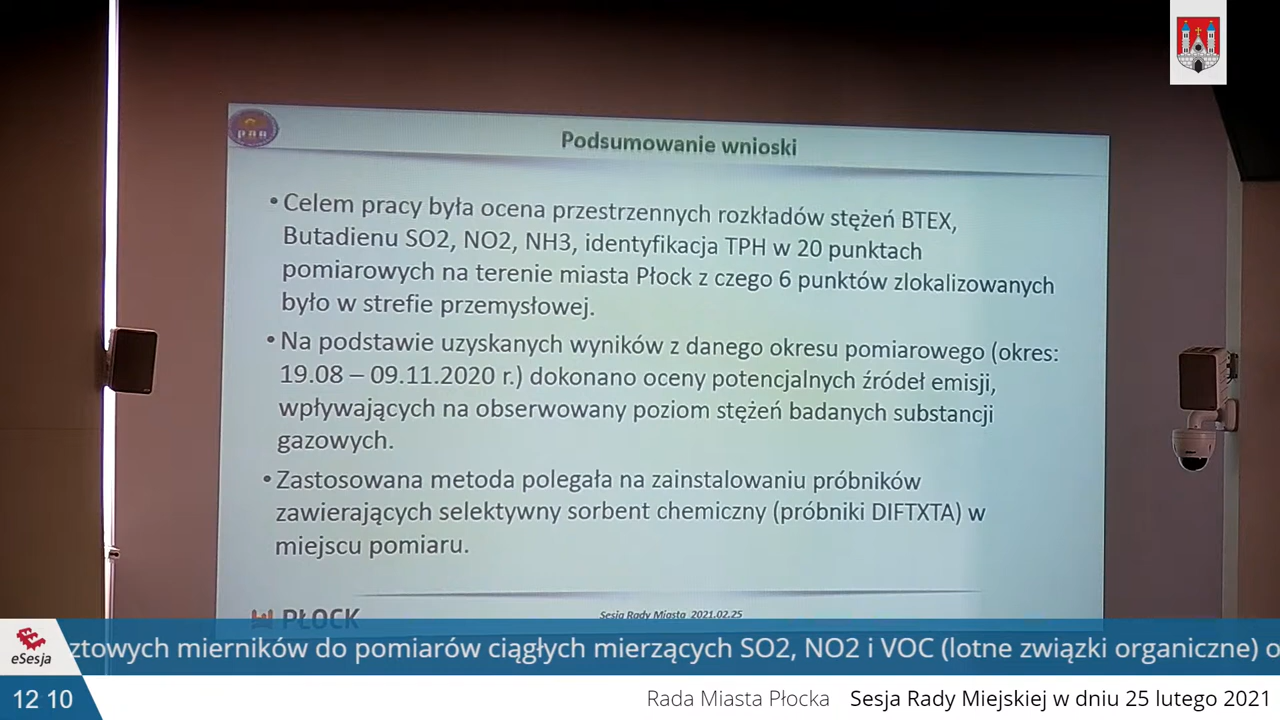 Podsumowanie wnioski
• Celem pracy była ocena przestrzennych rozkładów stężeń BTEX,
Butadienu SO2, NO2, NH3, identyfikacja TPH w 20 punktach
pomiarowych na terenie miasta Płock z czego 6 punktów zlokalizowanych
było w strefie przemysłowej.
• Na podstawie uzyskanych wyników z danego okresu pomiarowego (okres:
19.08 – 09.11.2020 r.) dokonano oceny potencjalnych źródeł emisji,
wpływających na obserwowany poziom stężeń badanych substancji
gazowych.
• Zastosowana metoda polegała na zainstalowaniu próbników
zawierających selektywny sorbent chemiczny (próbniki DIFTXTA) w
miejscu pomiaru.
PŁOCK
Sesja Rady Miasta 2021.02.25
eSesja
ztowych mierników do pomiarów ciągłych mierzących SO2, NO2 i VOC (lotne związki organiczne) o
12 10
Rada Miasta Płocka Sesja Rady Miejskiej w dniu 25 lutego 2021